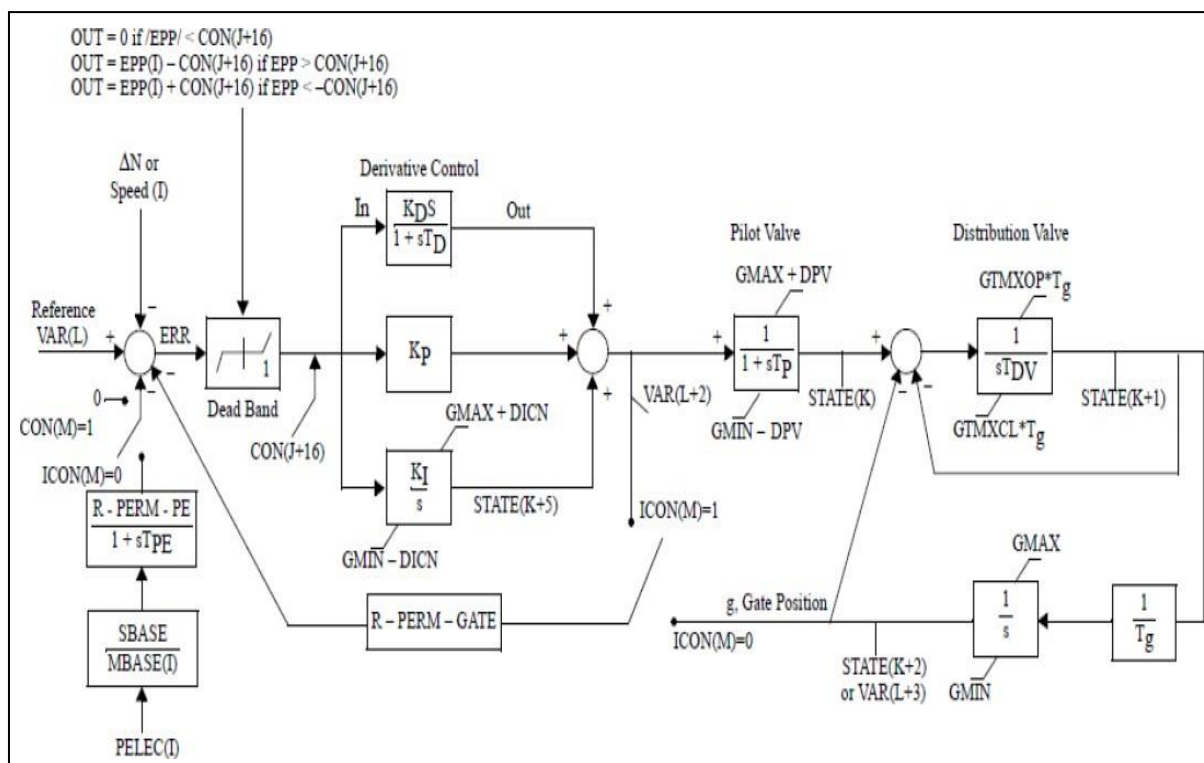 OUT = 0 if /EPP/ < CON(J+16)
OUT = EPP(I) – CON(J+16) if EPP > CON(J+16)
OUT = EPP(I) + CON(J+16) if EPP < –CON(J+16)
ΔN or
Speed (I)
Derivative Control
In
KDS
1 + sTD
Out
Pilot Valve
Distribution Valve
GMAX + DPV
GTMXOP*Tg
Reference
VAR(L)
+
–
ERR
–
–
0
1
Dead Band
KP
+
+
+
+
1
1 + sTP
+
–
–
1
sTDV
VAR(L+2)
STATE(K)
STATE(K+1)
GMIN – DPV
GTMXCL*Tg
CON(M)=1
ICON(M)=0
CON(J+16)
GMAX + DICN
KI
s
STATE(K+5)
GMIN – DICN
ICON(M)=1
R - PERM - PE
1 + sTPE
R – PERM – GATE
g, Gate Position
ICON(M)=0
GMAX
1
s
GMIN
1
Tg
STATE(K+2)
or VAR(L+3)
SBASE
MBASE(I)
PELEC(I)